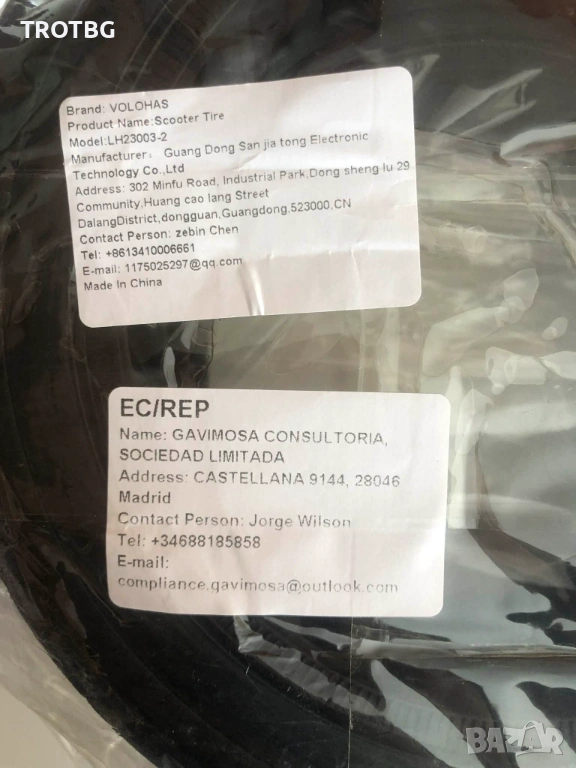 TROTBG
Brand: VOLOHAS
Product Name:Scooter Tire
Model:LH23003-2
Manufacturer: Guang Dong San jia tong Electronic
Technology Co.,Ltd
Address: 302 Minfu Road, Industrial Park,Dong sheng lu 29
Community,Huang cao lang Street
DalangDistrict,dongguan,Guangdong,523000,CN
Contact Person: zebin Chen
Tel: +8613410006661
E-mail: 1175025297@qq.com
Made In China
EC/REP
Name: GAVIMOSA CONSULTORIA,
SOCIEDAD LIMITADA
Address: CASTELLANA 9144, 28046
Madrid
Contact Person: Jorge Wilson
Tel: +34688185858
E-mail:
compliance.gavimosa@outlook.com
BAZAR